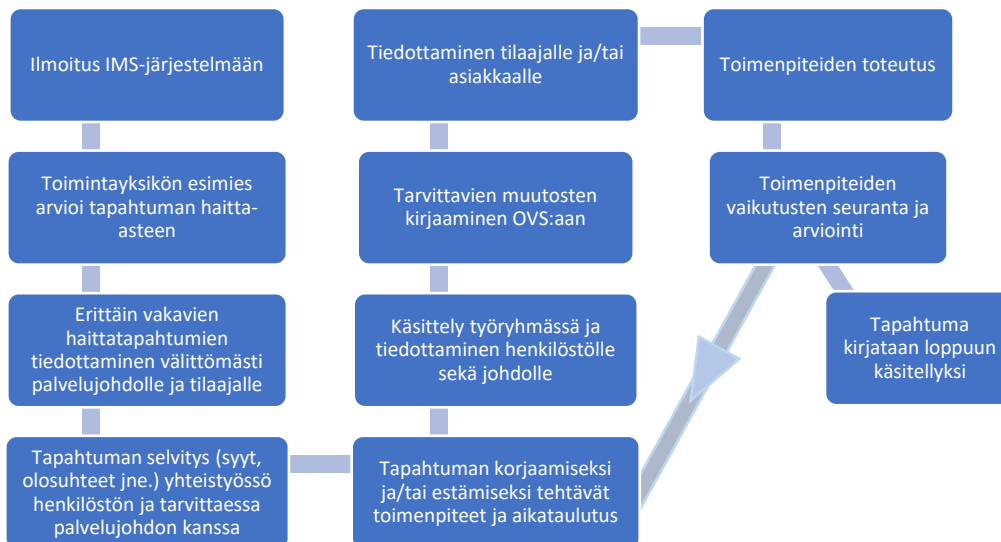 Ilmoitus IMS-järjestelmään
Toimintayksikön esimies
arvioi tapahtuman haitta-
asteen
Erittäin vakavien
haittatapahtumien
tiedottaminen välittömästi
palvelujohdolle ja tilaajalle
Tapahtuman selvitys (syyt,
olosuhteet jne.) yhteistyössö
henkilöstön ja tarvittaessa
palvelujohdon kanssa
Tapahtuman korjaamiseksi
ja/tai estämiseksi tehtävät
toimenpiteet ja aikataulutus
Käsittely työryhmässä ja
tiedottaminen henkilöstölle
sekä johdolle
Tarvittavien muutosten
kirjaaminen OVS:aan
Tiedottaminen tilaajalle ja/tai
asiakkaalle
Toimenpiteiden toteutus
Toimenpiteiden
vaikutusten seuranta ja
arviointi
Tapahtuma
kirjataan loppuun
käsitellyksi